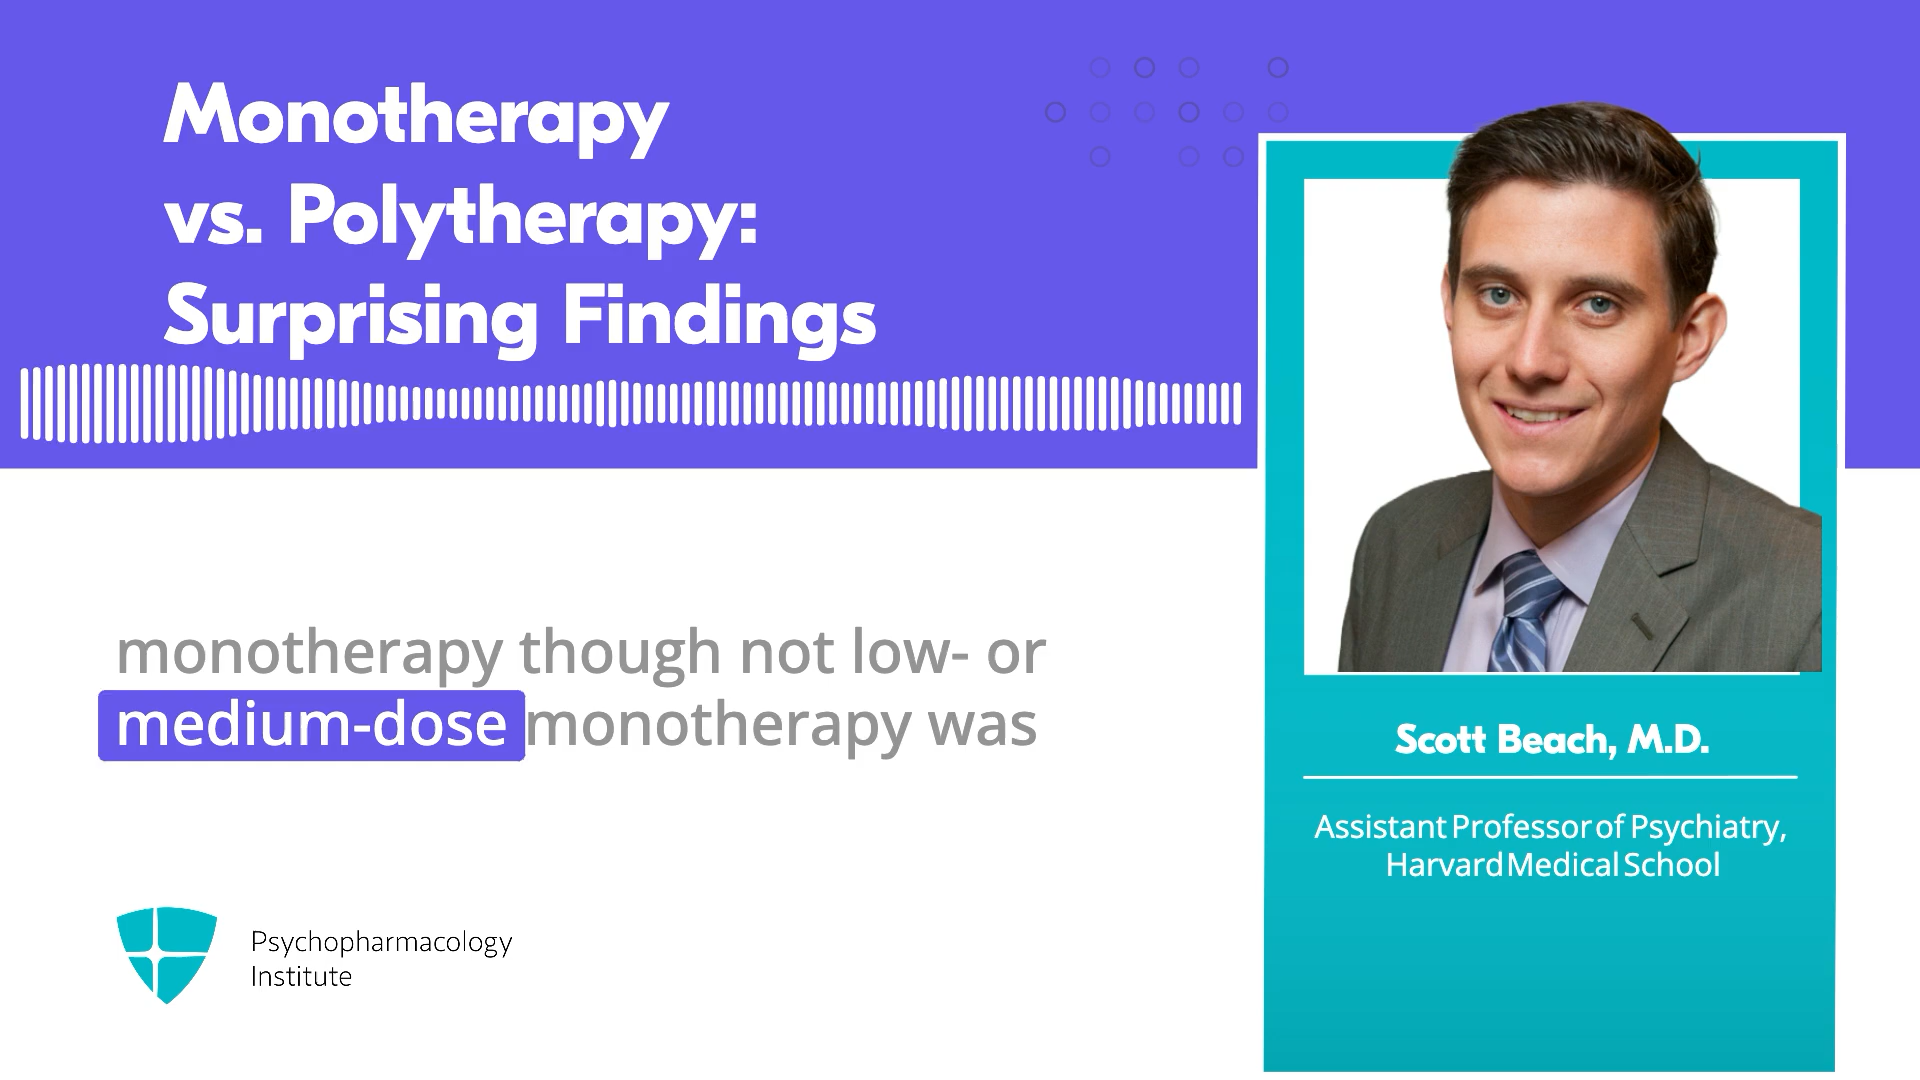 Monotherapy
vs. Polytherapy:
Surprising Findings
monotherapy though not low- or
medium-dose monotherapy was
Scott Beach, M.D.
Assistant Professor of Psychiatry,
Harvard Medical School
Psychopharmacology
Institute